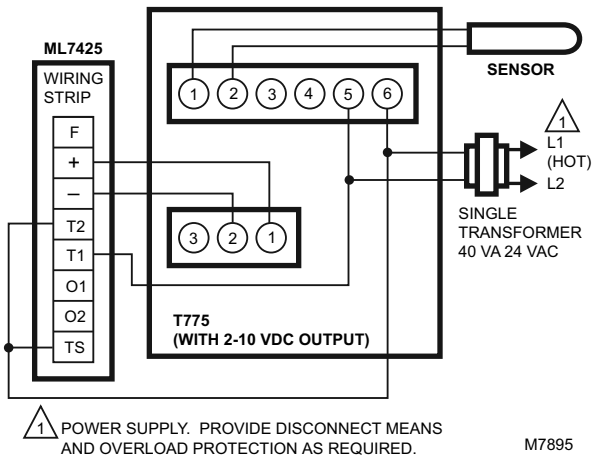 ML7425
WIRING
STRIP
F
+
–
T2
T1
O1
O2
TS
1 2 3 4 5 6
3 2 1
T775
(WITH 2-10 VDC OUTPUT)
SENSOR
1
L1
(HOT)
L2
SINGLE
TRANSFORMER
40 VA 24 VAC
1 POWER SUPPLY. PROVIDE DISCONNECT MEANS
AND OVERLOAD PROTECTION AS REQUIRED.
M7895